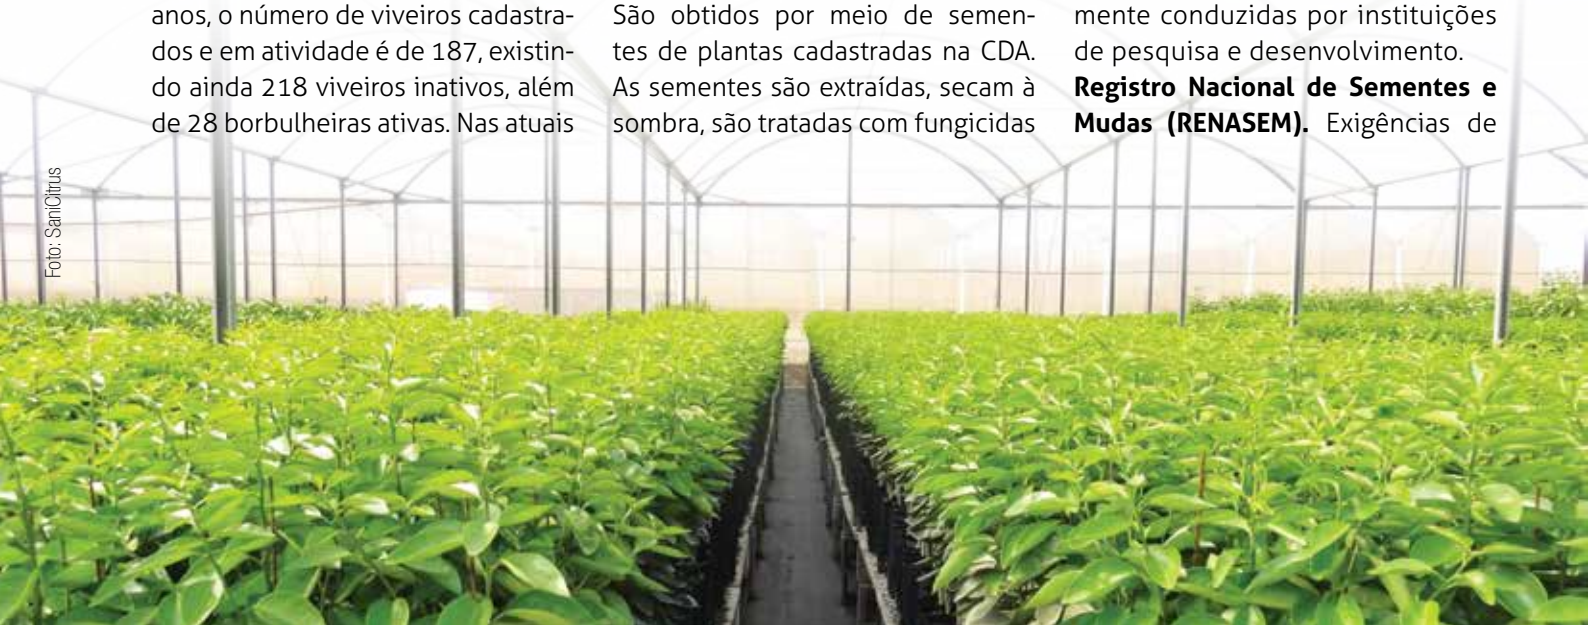 anos, o número de viveiros cadastra-
dos e em atividade é de 187, existin-
do ainda 218 viveiros inativos, além
de 28 borbulheiras ativas. Nas atuais
São obtidos por meio de semen-
tes de plantas cadastradas na CDA.
As sementes são extraídas, secam à
sombra, são tratadas com fungicidas
mente conduzidas por instituições
de pesquisa e desenvolvimento.
Registro Nacional de Sementes e
Mudas (RENASEM). Exigências de
Foto: SaniCitrus